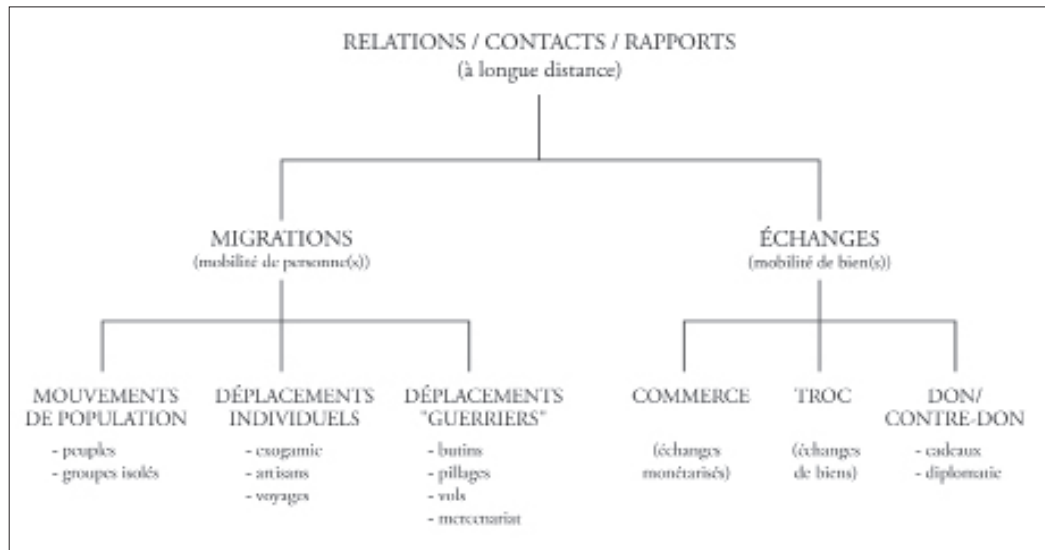 RELATIONS / CONTACTS / RAPPORTS
(à longue distance)
MIGRATIONS
(mobilité de personne(s))
ÉCHANGES
(mobilité de bien(s))
MOUVEMENTS
DE POPULATION
- peuples
- groupes isolés
DÉPLACEMENTS
INDIVIDUELS
- exogamie
- artisans
- voyages
DÉPLACEMENTS
"GUERRIERS"
- butins
- pillages
- vols
- mercenariat
COMMERCE
(échanges
monétarisés)
TROC
(échanges
de biens)
DON/
CONTRE-DON
- cadeaux
- diplomatie